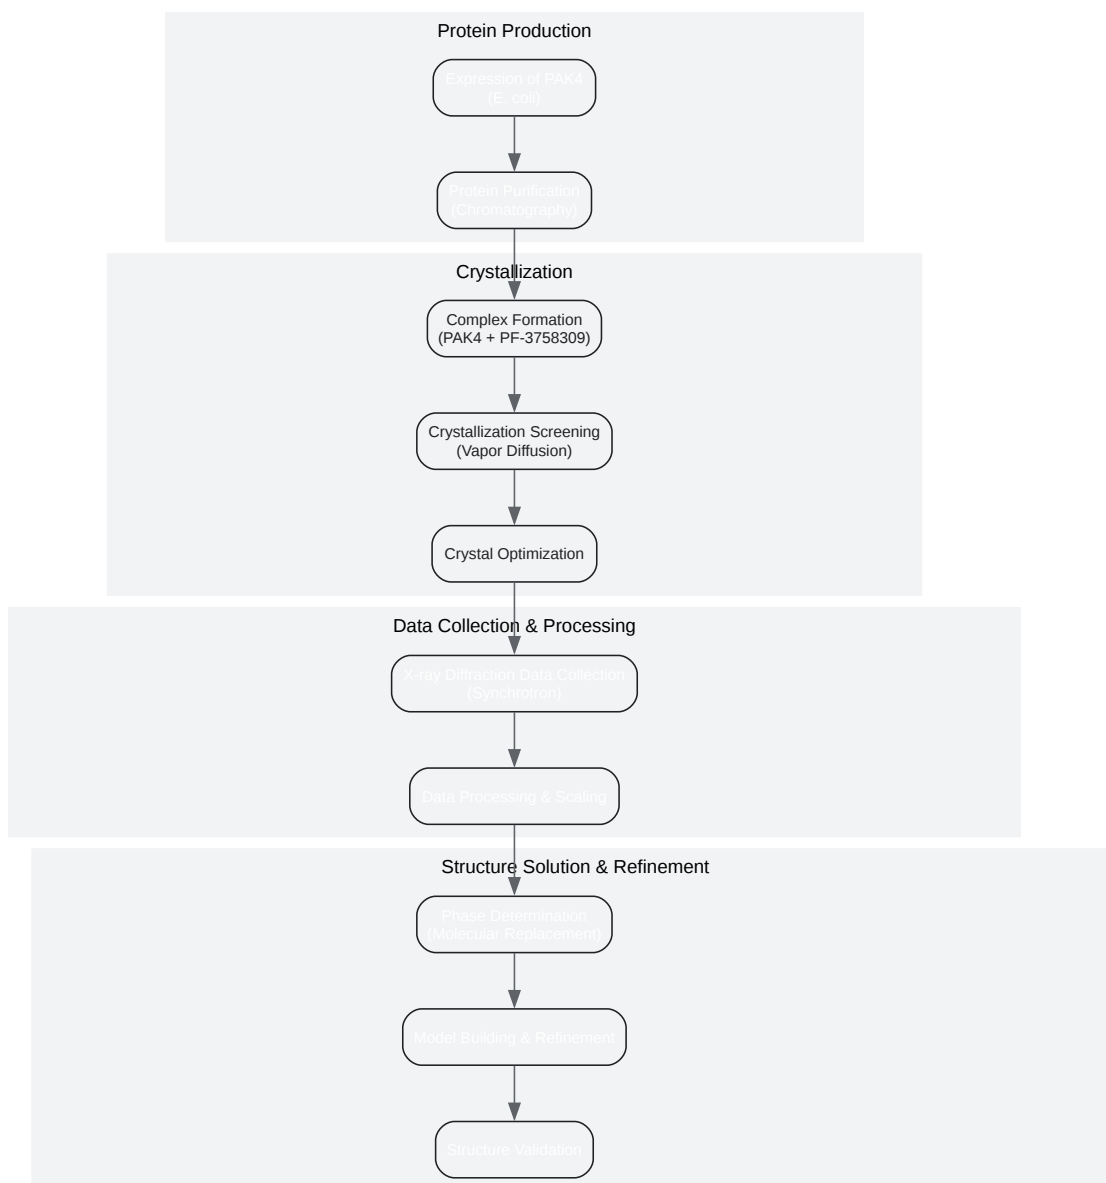 Protein Production
Expression of PAK4
(E. coli)
Protein Purification
(Chromatography)
Crystallization
Complex Formation
(PAK4 + PF-3758309)
Crystallization Screening
(Vapor Diffusion)
Crystal Optimization
Data Collection & Processing
X-ray Diffraction Data Collection
(Synchrotron)
Data Processing & Scaling
Structure Solution & Refinement
Phase Determination
(Molecular Replacement)
Model Building & Refinement
Structure Validation